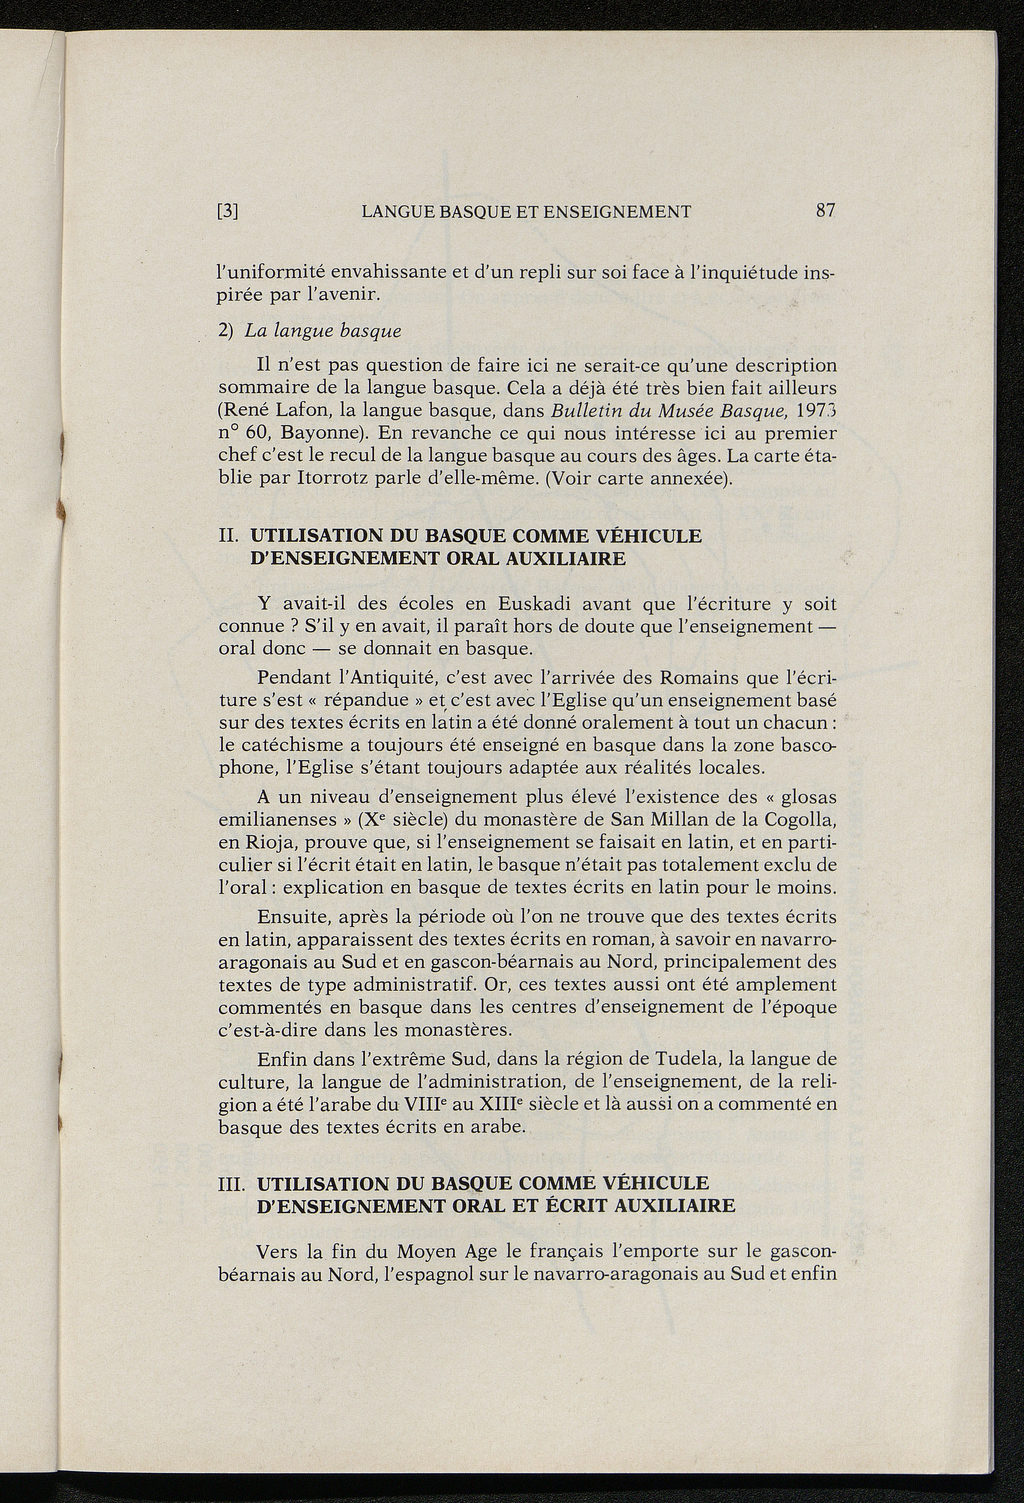 [3] LANGUE BASQUE ET ENSEIGNEMENT 87
l'uniformité envahissante et d'un repli sur soi face à l'inquiétude ins-
pirée par l'avenir.
2) La langue basque
Il n'est pas question de faire ici ne serait-ce qu'une description
sommaire de la langue basque. Cela a déjà été très bien fait ailleurs
(René Lafon, la langue basque, dans Bulletin du Musée Basque, 1973
n° 60, Bayonne). En revanche ce qui nous intéresse ici au premier
chef c'est le recul de la langue basque au cours des âges. La carte éta-
blie par Itorrotz parle d'elle-même. (Voir carte annexée).
II. UTILISATION DU BASQUE COMME VÉHICULE
D'ENSEIGNEMENT ORAL AUXILIAIRE
Y avait-il des écoles en Euskadi avant que l'écriture y soit
connue ? S'il y en avait, il paraît hors de doute que l'enseignement —
oral donc — se donnait en basque.
Pendant l'Antiquité, c'est avec l'arrivée des Romains que l'écri-
ture s'est « répandue » et c'est avec l'Eglise qu'un enseignement basé
sur des textes écrits en latin a été donné oralement à tout un chacun :
le catéchisme a toujours été enseigné en basque dans la zone basco-
phone, l'Eglise s'étant toujours adaptée aux réalités locales.
A un niveau d'enseignement plus élevé l'existence des « glosas
emilianenses » (Xe siècle) du monastère de San Millan de la Cogolla,
en Rioja, prouve que, si l'enseignement se faisait en latin, et en parti-
culier si l'écrit était en latin, le basque n'était pas totalement exclu de
l'oral : explication en basque de textes écrits en latin pour le moins.
Ensuite, après la période où l'on ne trouve que des textes écrits
en latin, apparaissent des textes écrits en roman, à savoir en navarro-
aragonais au Sud et en gascon-béarnais au Nord, principalement des
textes de type administratif. Or, ces textes aussi ont été amplement
commentés en basque dans les centres d'enseignement de l'époque
c'est-à-dire dans les monastères.
Enfin dans l'extrême Sud, dans la région de Tudela, la langue de
culture, la langue de l'administration, de l'enseignement, de la reli-
gion a été l'arabe du VIIIe au XIIIe siècle et là aussi on a commenté en
basque des textes écrits en arabe.
III. UTILISATION DU BASQUE COMME VÉHICULE
D'ENSEIGNEMENT ORAL ET ÉCRIT AUXILIAIRE
Vers la fin du Moyen Age le français l'emporte sur le gascon-
béarnais au Nord, l'espagnol sur le navarro-aragonais au Sud et enfin